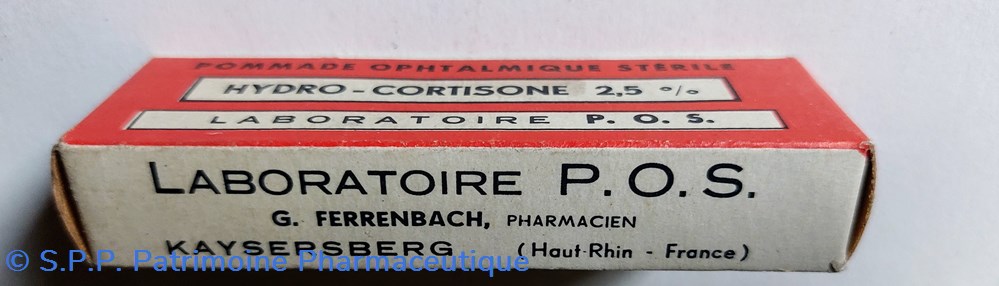 POMMADE OPHTALMIQUE STÉRILE
HYDRO-CORTISONE 2,5 %
LABORATOIRE P.O.S.
LABORATOIRE P.O.S.
G. FERRENBACH, PHARMACIEN
KAYSERSBERG (Haut-Rhin - France)
© S.P.P. Patrimoine Pharmaceutique